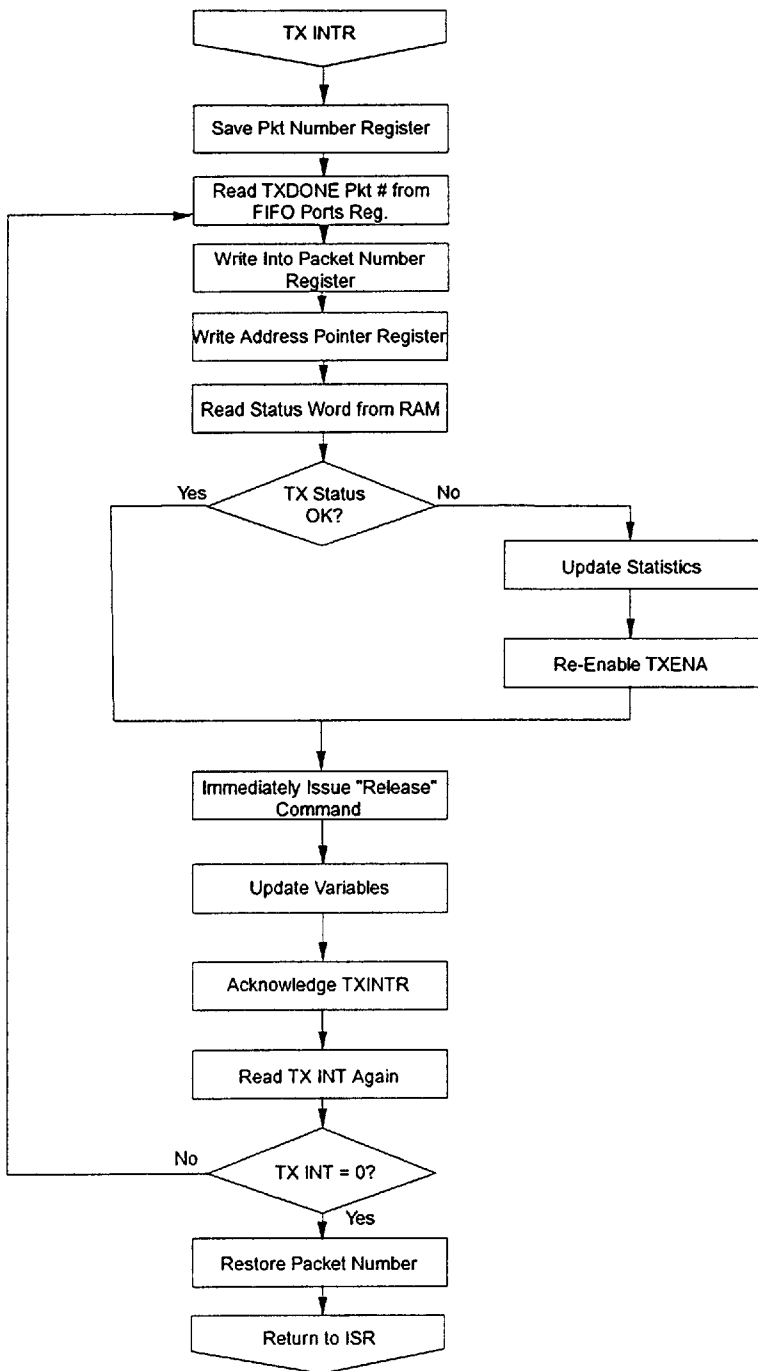 TX INTR
Save Pkt Number Register
Read TXDONE Pkt # from
FIFO Ports Reg.
Write Into Packet Number
Register
Write Address Pointer Register
Read Status Word from RAM
Yes
TX Status
OK?
No
Update Statistics
Re-Enable TXENA
Immediately Issue "Release"
Command
Update Variables
Acknowledge TXINTR
Read TX INT Again
No
TX INT = 0?
Yes
Restore Packet Number
Return to ISR